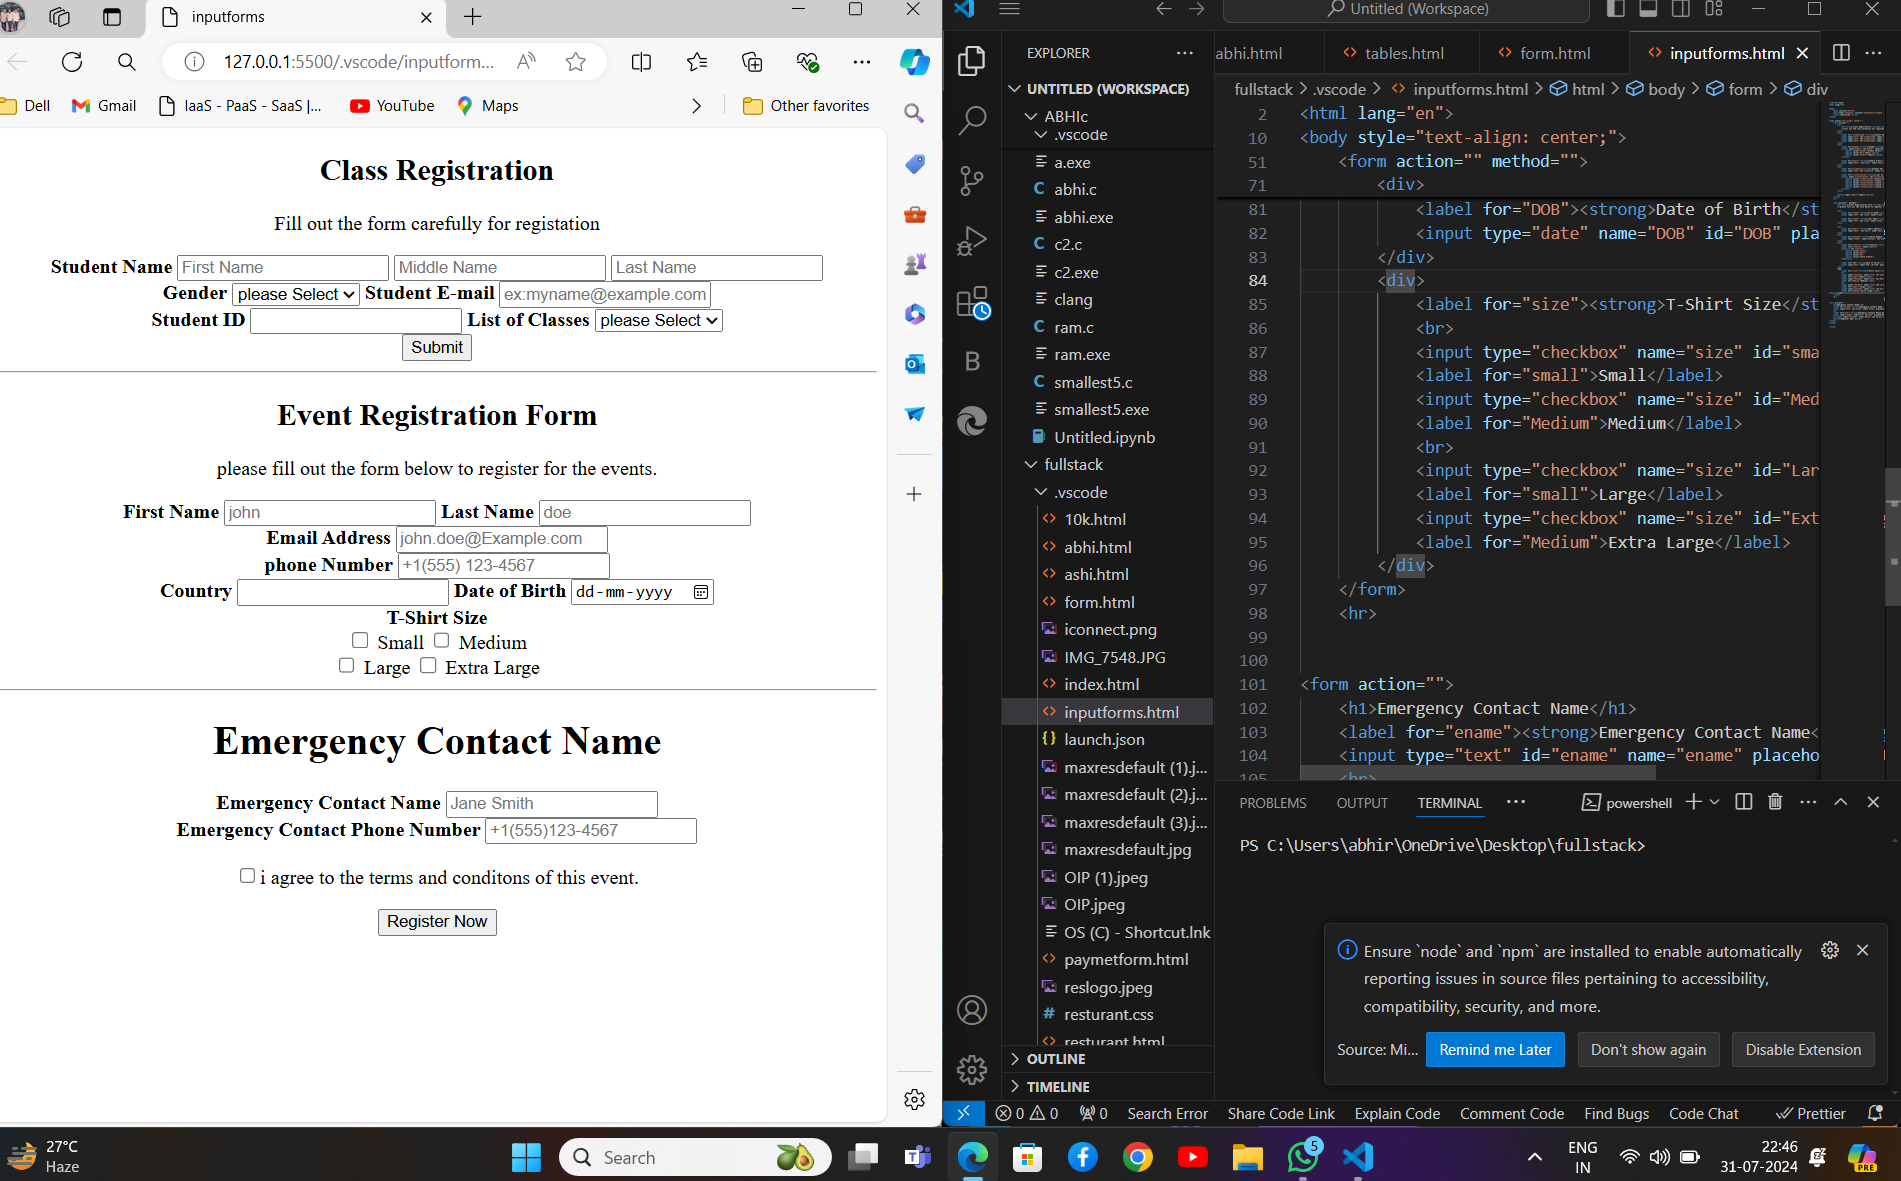 inputforms
127.0.0.1:5500/.vscode/inputform...
Dell
Gmail
IaaS - PaaS - SaaS |...
YouTube
Maps
Other favorites
Class Registration
Fill out the form carefully for registation
Student Name First Name Middle Name Last Name
Gender please Select Student E-mail ex:myname@example.com
Student ID List of Classes please Select
Submit
Event Registration Form
please fill out the form below to register for the events.
First Name john Last Name doe
Email Address john.doe@Example.com
phone Number +1(555) 123-4567
Country Date of Birth dd-mm-yyyy
T-Shirt Size
Small Medium
Large Extra Large
Emergency Contact Name
Emergency Contact Name Jane Smith
Emergency Contact Phone Number +1(555)123-4567
i agree to the terms and conditons of this event.
Register Now
Untitled (Workspace)
EXPLORER
UNTITLED (WORKSPACE)
ABHIc
.vscode
a.exe
abhi.c
abhi.exe
c2.c
c2.exe
clang
ram.c
ram.exe
smallest5.c
smallest5.exe
Untitled.ipynb
fullstack
.vscode
10k.html
abhi.html
ashi.html
form.html
iconnect.png
IMG_7548.JPG
index.html
inputforms.html
launch.json
maxresdefault (1).j...
maxresdefault (2).j...
maxresdefault (3).j...
maxresdefault.jpg
OIP (1).jpeg
OIP.jpeg
OS (C) - Shortcut.lnk
paymetform.html
reslogo.jpeg
resturant.css
resturant.html
OUTLINE
TIMELINE
abhi.html
tables.html
form.html
inputforms.html
fullstack > .vscode > inputforms.html > html > body > form > div
2 <html lang="en">
10 <body style="text-align: center;">
51 <form action="" method="">
71 <div>
81 <label for="DOB"><strong>Date of Birth</st
82 <input type="date" name="DOB" id="DOB" pla
83 </div>
84 <div>
85 <label for="size"><strong>T-Shirt Size</st
86 <br>
87 <input type="checkbox" name="size" id="sma
88 <label for="small">Small</label>
89 <input type="checkbox" name="size" id="Med
90 <label for="Medium">Medium</label>
91 <br>
92 <input type="checkbox" name="size" id="Lar
93 <label for="small">Large</label>
94 <input type="checkbox" name="size" id="Ext
95 <label for="Medium">Extra Large</label>
96 </div>
97 </form>
98 <hr>
99
100
101 <form action="">
102 <h1>Emergency Contact Name</h1>
103 <label for="ename"><strong>Emergency Contact Name<
104 <input type="text" id="ename" name="ename" placeho
105 <br>
PROBLEMS OUTPUT TERMINAL
powershell
PS C:\Users\abhir\OneDrive\Desktop\fullstack>
Ensure `node` and `npm` are installed to enable automatically
reporting issues in source files pertaining to accessibility,
compatibility, security, and more.
Source: Mi...
Remind me Later
Don't show again
Disable Extension
0 0 0 Search Error Share Code Link Explain Code Comment Code Find Bugs Code Chat Prettier
27°C
Haze
Search
5
ENG
IN
22:46
31-07-2024
PRE